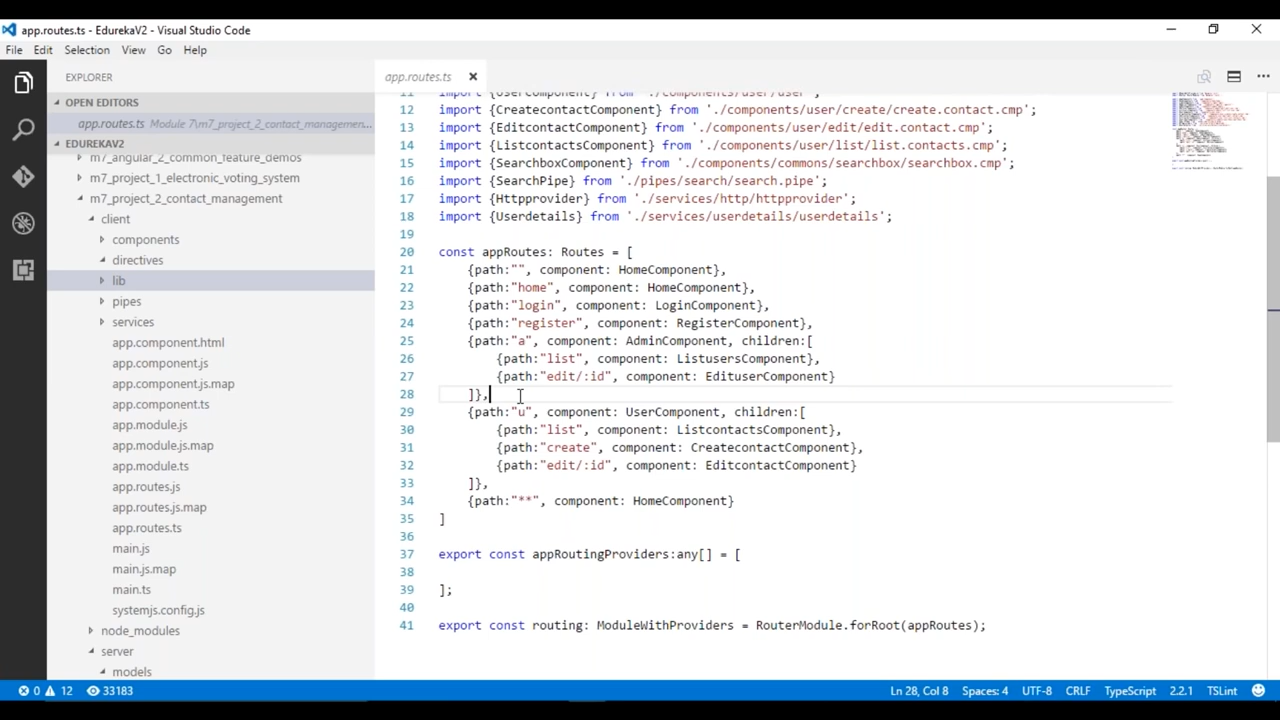 app.routes.ts - EdurekaV2 - Visual Studio Code
File Edit Selection View Go Help
EXPLORER
OPEN EDITORS
app.routes.ts Module 7\m7_project_2_contact_managemen...
EDUREKAV2
m7_angular_2_common_feature_demos
m7_project_1_electronic_voting_system
m7_project_2_contact_management
client
components
directives
lib
pipes
services
app.component.html
app.component.js
app.component.js.map
app.component.ts
app.module.js
app.module.js.map
app.module.ts
app.routes.js
app.routes.js.map
app.routes.ts
main.js
main.js.map
main.ts
systemjs.config.js
node_modules
server
models
app.routes.ts
11 import {UserComponent} from './components/user/user';
12 import {CreatecontactComponent} from './components/user/create/create.contact.cmp';
13 import {EditcontactComponent} from './components/user/edit/edit.contact.cmp';
14 import {ListcontactsComponent} from './components/user/list/list.contacts.cmp';
15 import {SearchboxComponent} from './components/commons/searchbox/searchbox.cmp';
16 import {SearchPipe} from './pipes/search/search.pipe';
17 import {Httpprovider} from './services/http/httpprovider';
18 import {Userdetails} from './services/userdetails/userdetails';
19
20 const appRoutes: Routes = [
21 {path:"", component: HomeComponent},
22 {path:"home", component: HomeComponent},
23 {path:"login", component: LoginComponent},
24 {path:"register", component: RegisterComponent},
25 {path:"a", component: AdminComponent, children:[
26 {path:"list", component: ListusersComponent},
27 {path:"edit/:id", component: EdituserComponent}
28 ]},
29 {path:"u", component: UserComponent, children:[
30 {path:"list", component: ListcontactsComponent},
31 {path:"create", component: CreatecontactComponent},
32 {path:"edit/:id", component: EditcontactComponent}
33 ]},
34 {path:"**", component: HomeComponent}
35 ]
36
37 export const appRoutingProviders:any[] = [
38
39 ];
40
41 export const routing: ModuleWithProviders = RouterModule.forRoot(appRoutes);
0 12 33183 Ln 28, Col 8 Spaces: 4 UTF-8 CRLF TypeScript 2.2.1 TSLint